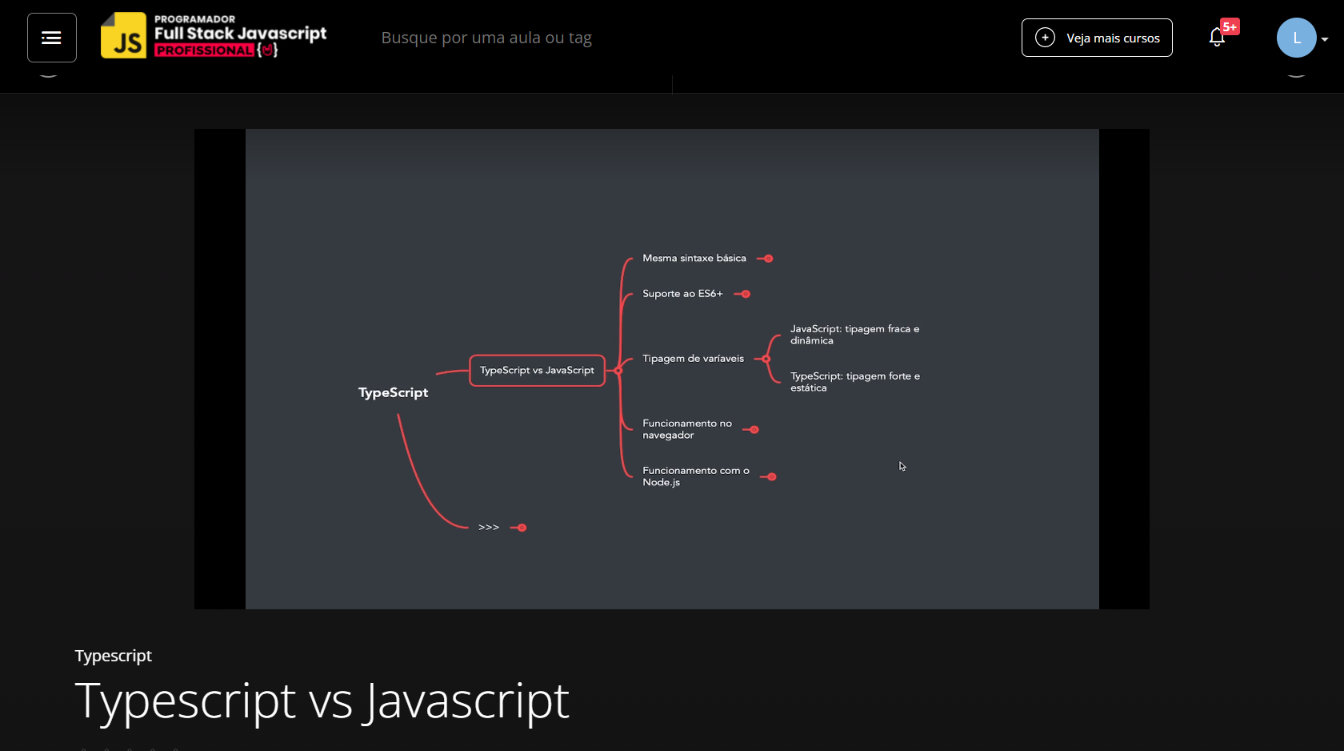 JS
PROGRAMADOR
Full Stack Javascript
PROFISSIONAL
Busque por uma aula ou tag
Veja mais cursos
5+
L
Mesma sintaxe básica
Suporte ao ES6+
JavaScript: tipagem fraca e
dinâmica
Tipagem de varíaveis
TypeScript vs JavaScript
TypeScript: tipagem forte e
estática
TypeScript
Funcionamento no
navegador
Funcionamento com o
Node.js
>>>
Typescript
Typescript vs Javascript